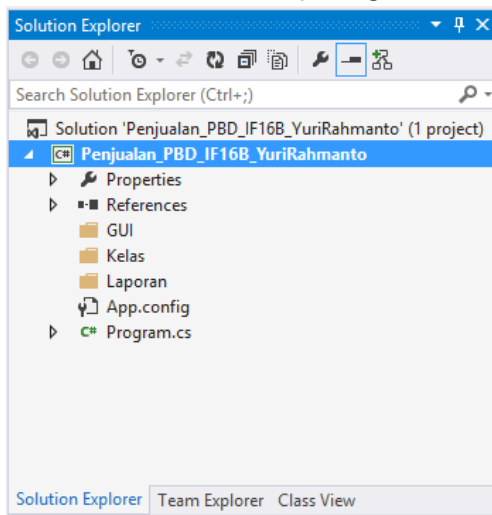 Solution Explorer
Search Solution Explorer (Ctrl+;)
Solution 'Penjualan_PBD_IF16B_YuriRahmanto' (1 project)
C# Penjualan_PBD_IF16B_YuriRahmanto
Properties
References
GUI
Kelas
Laporan
App.config
C# Program.cs
Solution Explorer Team Explorer Class View